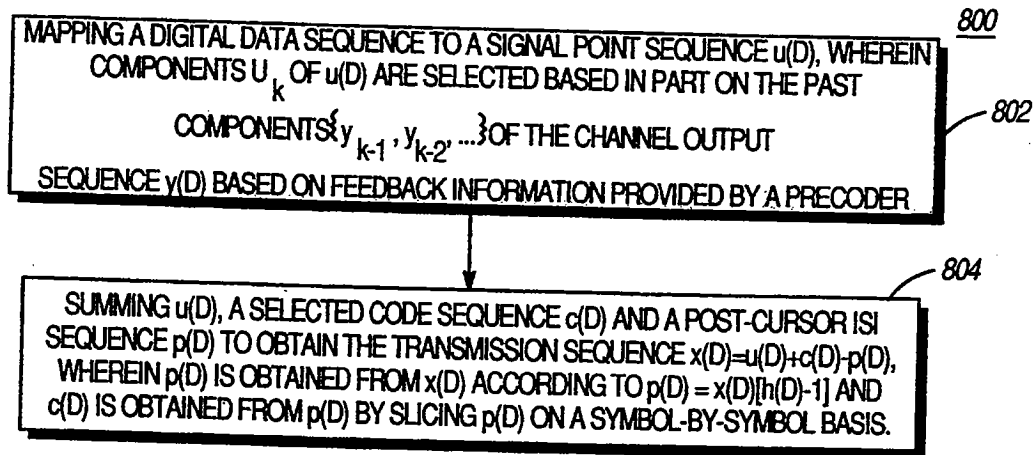 800
MAPPING A DIGITAL DATA SEQUENCE TO A SIGNAL POINT SEQUENCE u(D), WHEREIN
COMPONENTS U_k OF u(D) ARE SELECTED BASED IN PART ON THE PAST
COMPONENTS{y_k-1, y_k-2, ...}OF THE CHANNEL OUTPUT
SEQUENCE y(D) BASED ON FEEDBACK INFORMATION PROVIDED BY A PRECODER
802
804
SUMMING u(D), A SELECTED CODE SEQUENCE c(D) AND A POST-CURSOR ISI
SEQUENCE p(D) TO OBTAIN THE TRANSMISSION SEQUENCE x(D)=u(D)+c(D)-p(D),
WHEREIN p(D) IS OBTAINED FROM x(D) ACCORDING TO p(D) = x(D)[h(D)-1] AND
c(D) IS OBTAINED FROM p(D) BY SLICING p(D) ON A SYMBOL-BY-SYMBOL BASIS.